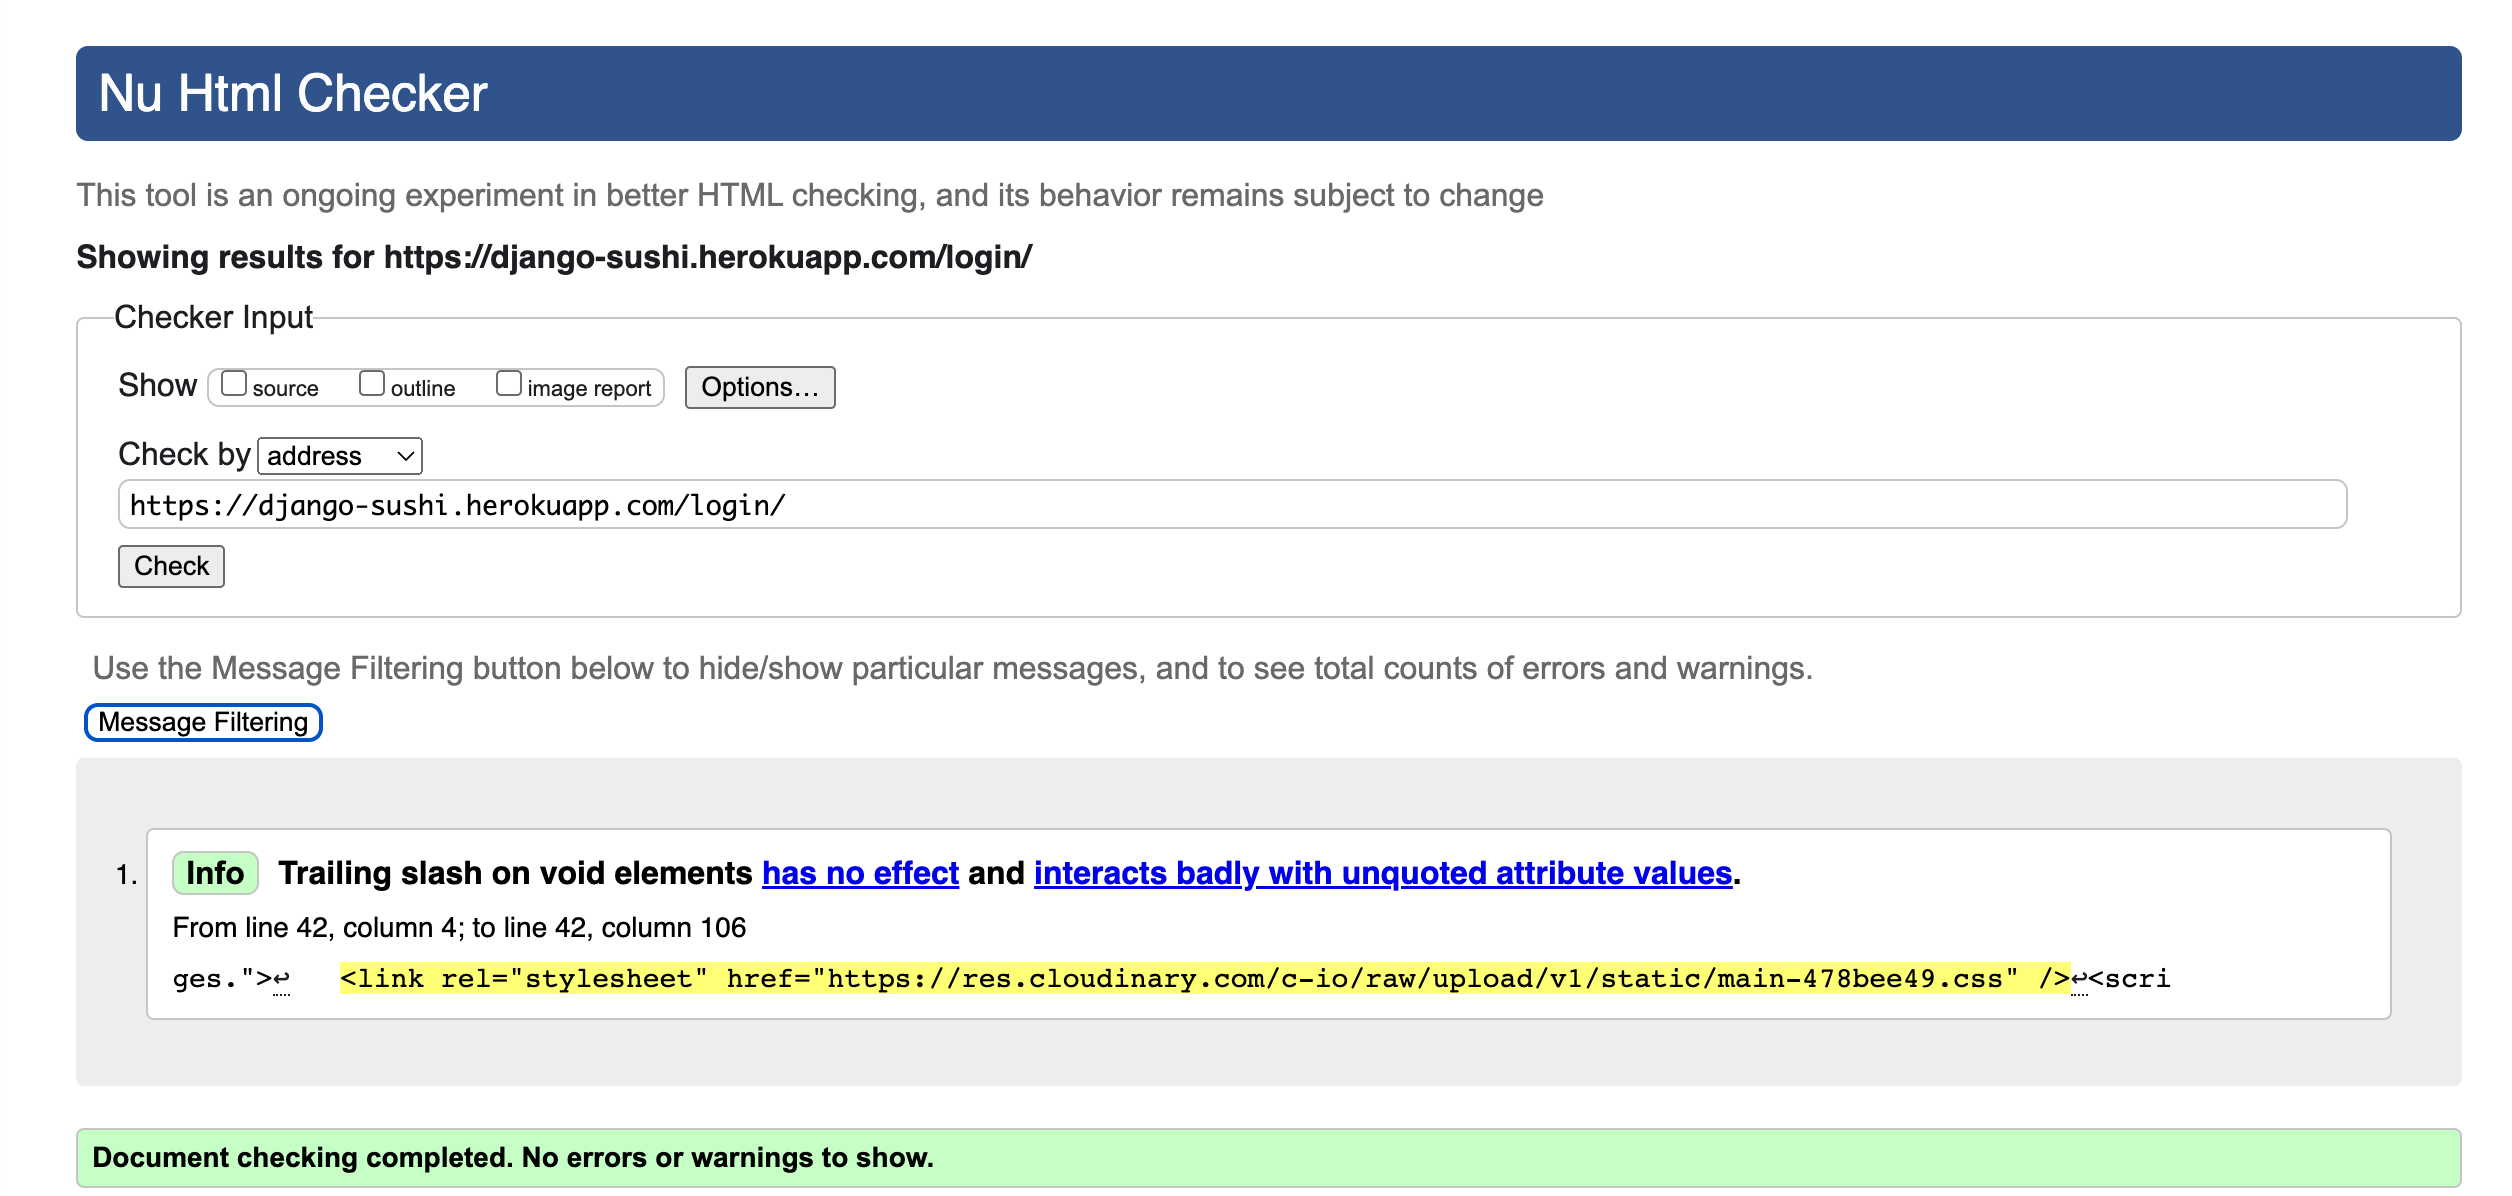 Nu Html Checker
This tool is an ongoing experiment in better HTML checking, and its behavior remains subject to change
Showing results for https://django-sushi.herokuapp.com/login/
Checker Input
Show source outline image report Options...
Check by address
https://django-sushi.herokuapp.com/login/
Check
Use the Message Filtering button below to hide/show particular messages, and to see total counts of errors and warnings.
Message Filtering
1. Info Trailing slash on void elements has no effect and interacts badly with unquoted attribute values.
From line 42, column 4; to line 42, column 106
ges.">↩ <link rel="stylesheet" href="https://res.cloudinary.com/c-io/raw/upload/v1/static/main-478bee49.css" />↩<scri
Document checking completed. No errors or warnings to show.